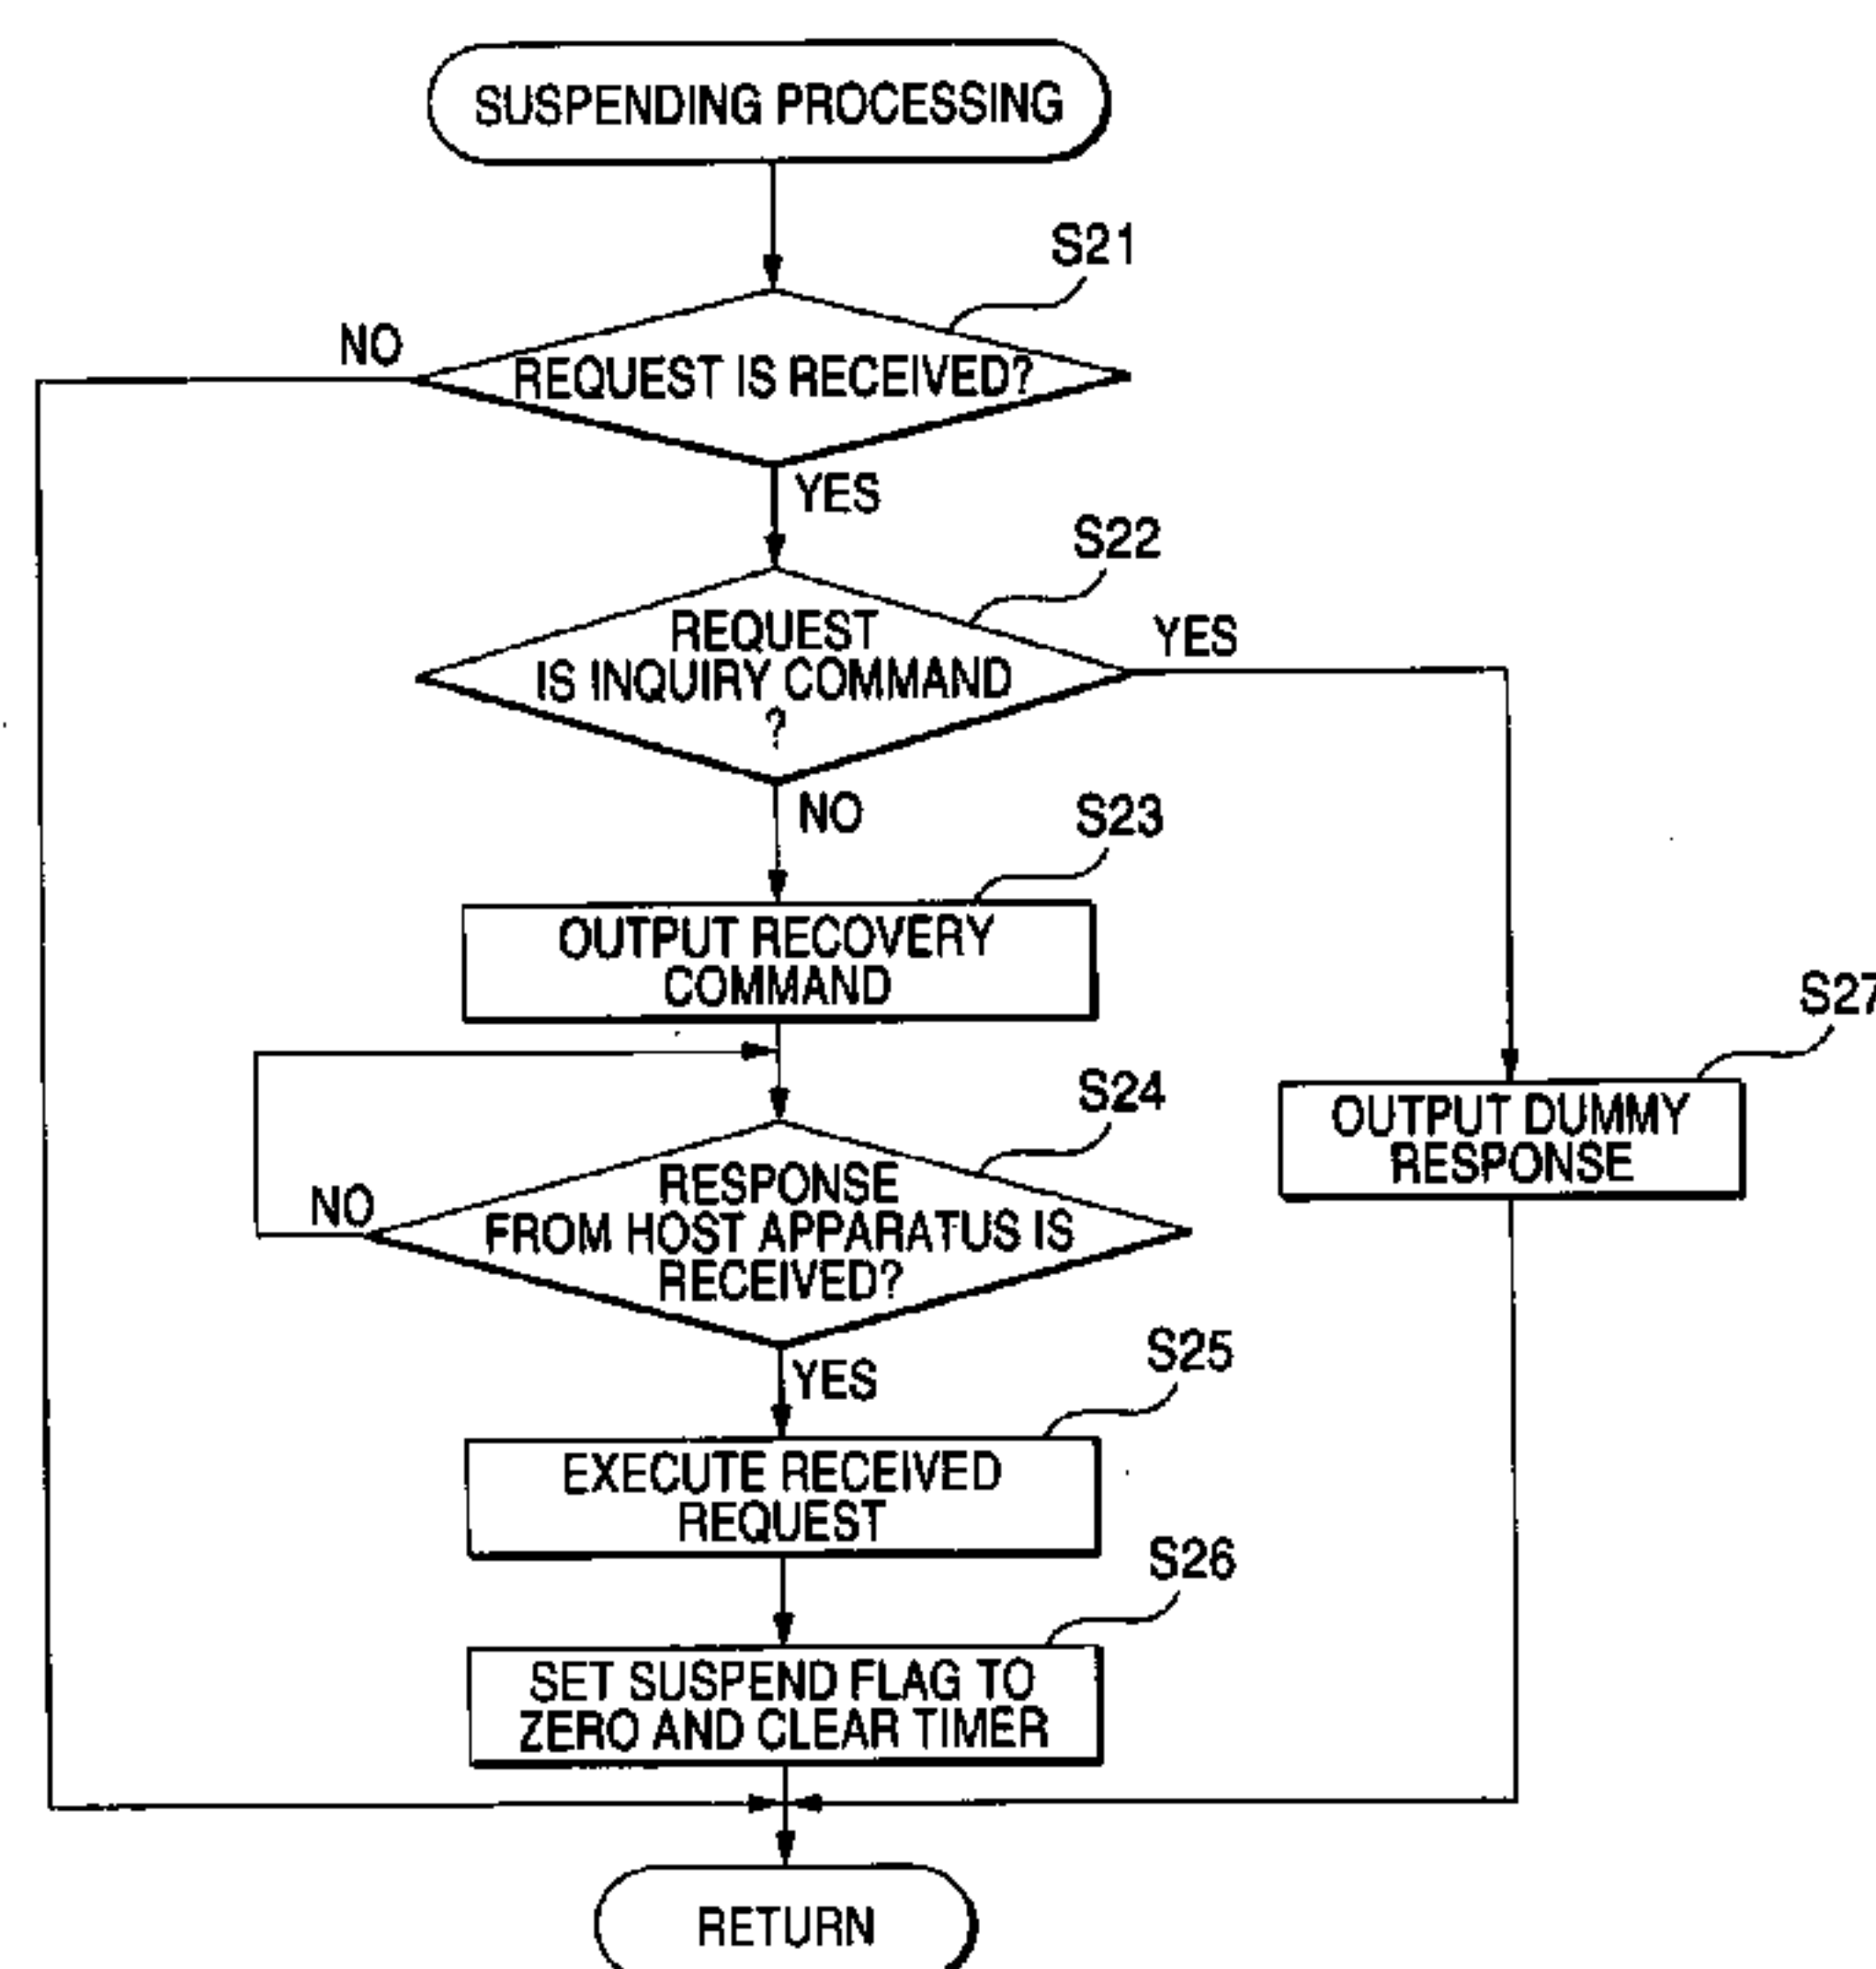 SUSPENDING PROCESSING
S21
NO
REQUEST IS RECEIVED?
YES
S22
REQUEST
IS INQUIRY COMMAND
?
YES
NO
S23
OUTPUT RECOVERY
COMMAND
S27
OUTPUT DUMMY
RESPONSE
S24
RESPONSE
FROM HOST APPARATUS IS
RECEIVED?
NO
YES
S25
EXECUTE RECEIVED
REQUEST
S26
SET SUSPEND FLAG TO
ZERO AND CLEAR TIMER
RETURN